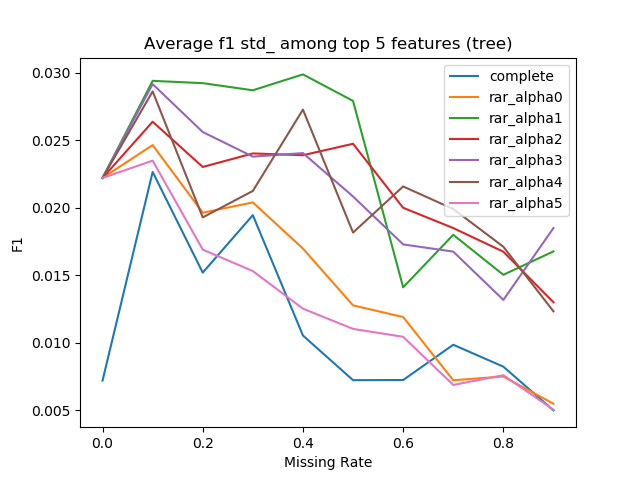 Average f1 std_ among top 5 features (tree)
F1
0.030
0.025
0.020
0.015
0.010
0.005
complete
rar_alpha0
rar_alpha1
rar_alpha2
rar_alpha3
rar_alpha4
rar_alpha5
0.0 0.2 0.4 0.6 0.8
Missing Rate